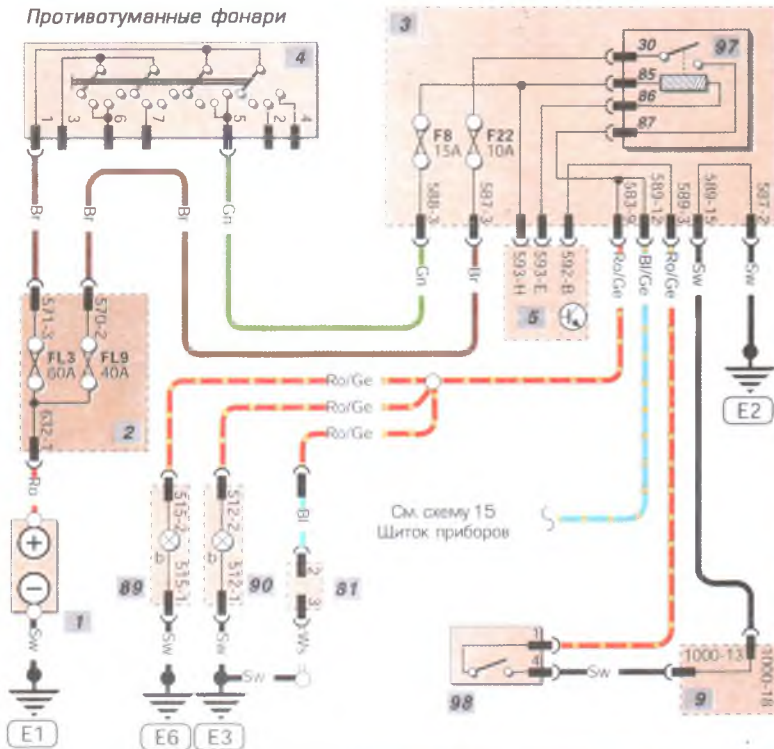 Противотуманные фонари
4
3
97
30
85
86
87
1
3
6
7
5
2
4
F8
15A
F22
10A
588-3
587-3
583-9
589-1
589-3
589-15
587-2
593-H
593-E
592-B
5
Br
Br
Br
Gn
Gn
Br
Ro/Ge
Bl/Ge
Ro/Ge
Sw
Sw
571-3
570-2
FL3
60A
FL9
40A
632-1
2
Ro
Ro/Ge
Ro/Ge
Ro/Ge
E2
515-2
b
515-1
89
512-2
b
512-1
90
Bl
2
3
81
См. схему 15
Щиток приборов
1
Sw
Sw
Sw
Sw
Ws
E1
E6
E3
1
4
98
Sw
1000-13
1000-18
9